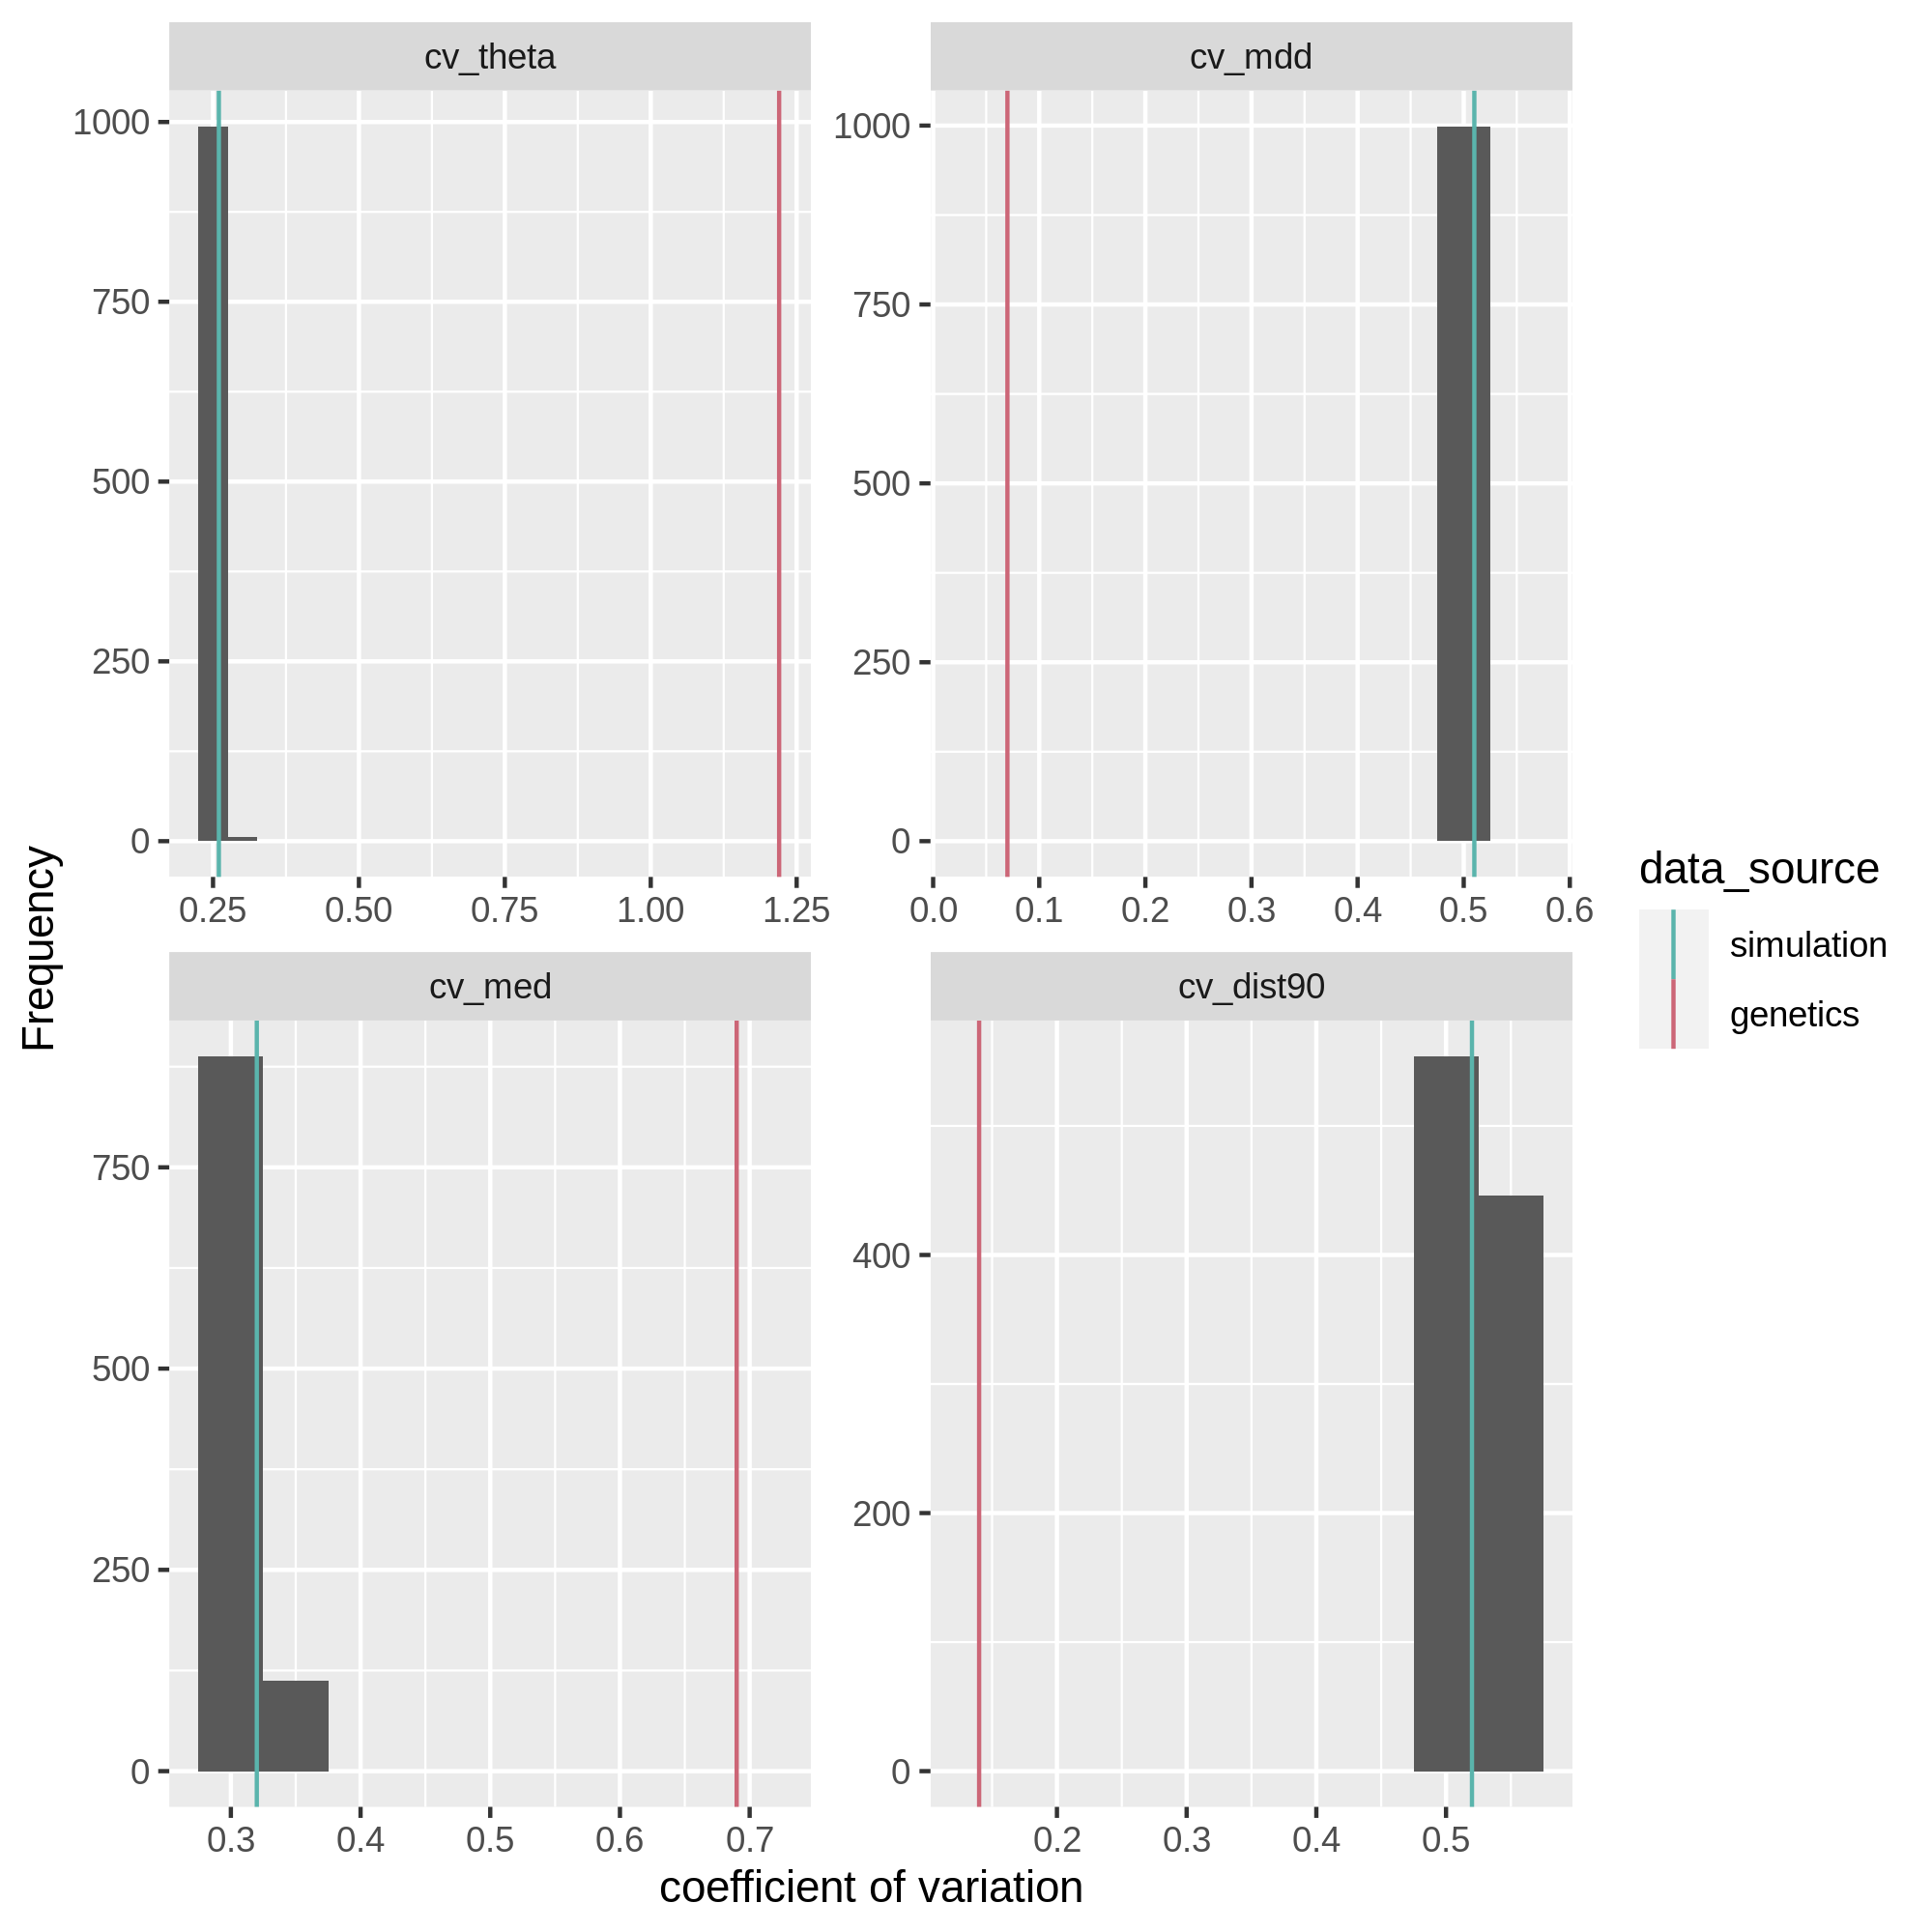 cv_theta
cv_mdd
1000
750
500
250
0
1000
750
500
250
0
0.25 0.50 0.75 1.00 1.25
0.0 0.1 0.2 0.3 0.4 0.5 0.6
Frequency
data_source
simulation
genetics
cv_med
cv_dist90
750
500
250
0
400
200
0
0.3 0.4 0.5 0.6 0.7
0.2 0.3 0.4 0.5
coefficient of variation